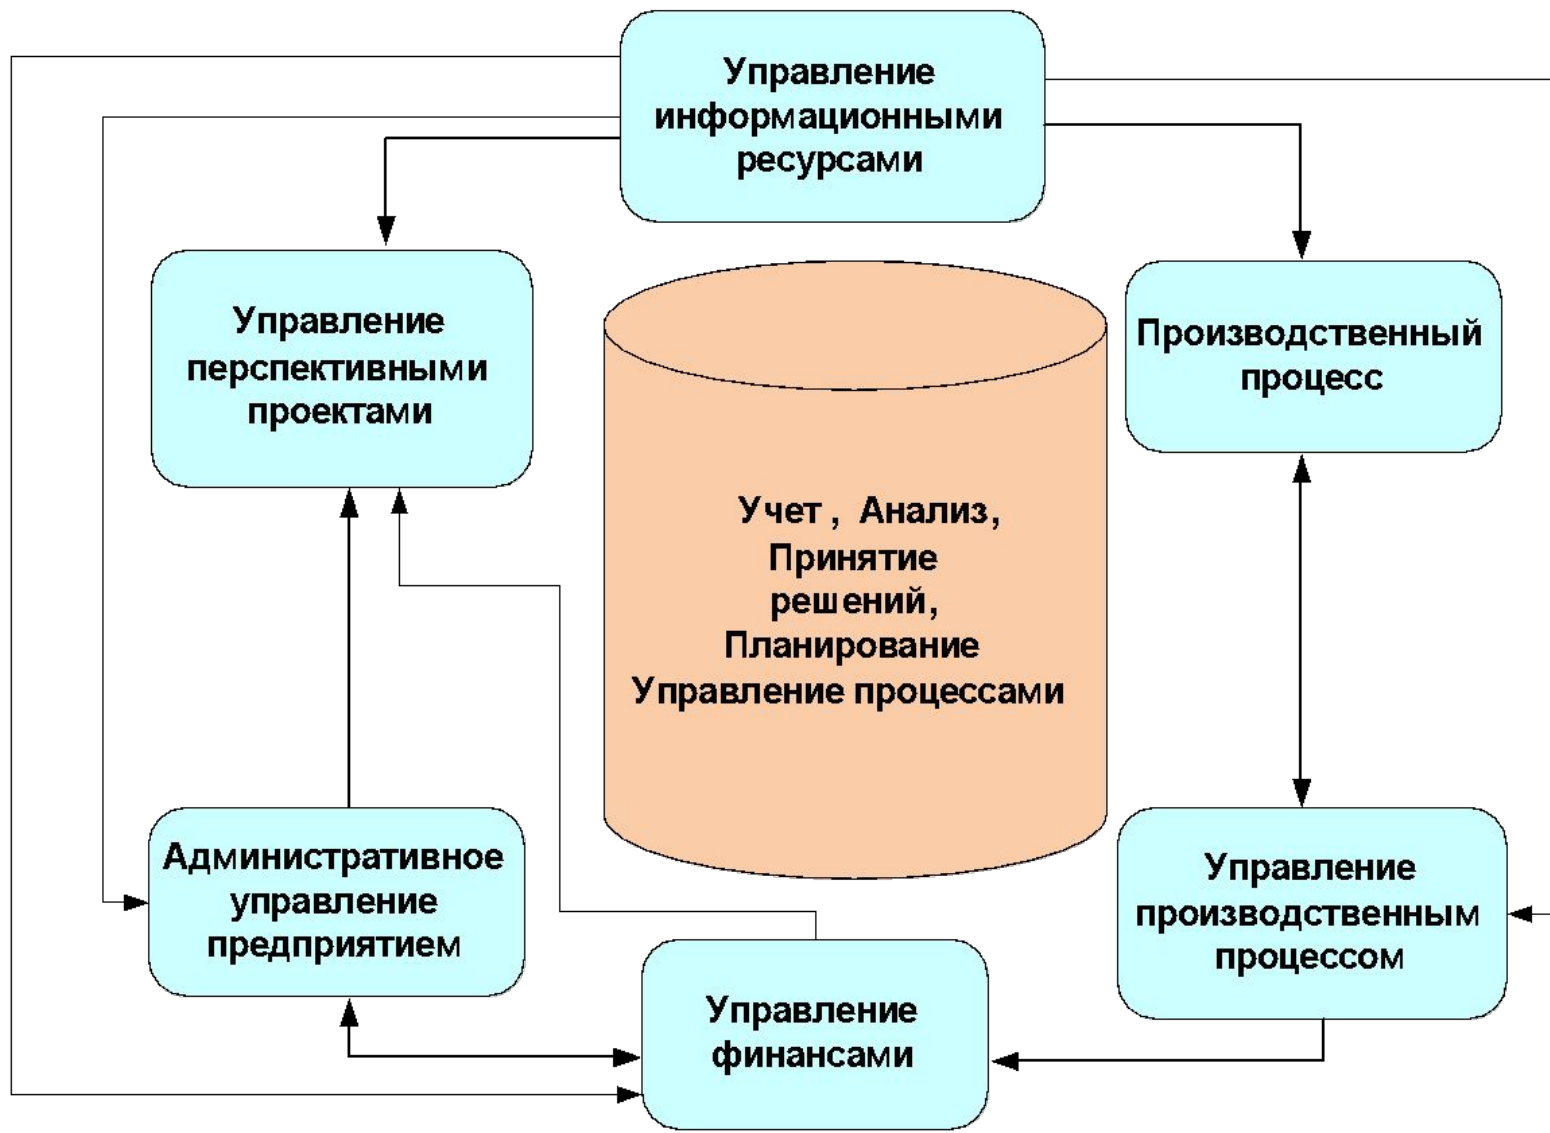 Управление
информационными
ресурсами
Управление
перспективными
проектами
Производственный
процесс
Учет , Анализ,
Принятие
решений,
Планирование
Управление процессами
Административное
управление
предприятием
Управление
производственным
процессом
Управление
финансами